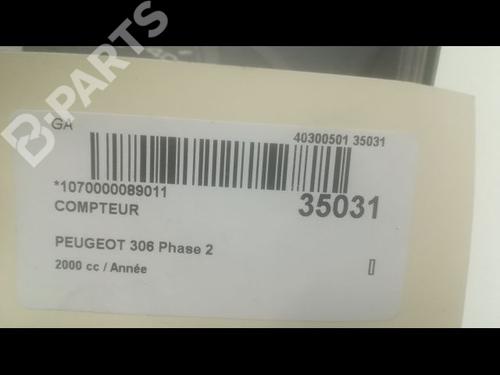 B-PARTS
GA
40300501 35031
*1070000089011
35031
COMPTEUR
PEUGEOT 306 Phase 2
2000 cc / Année